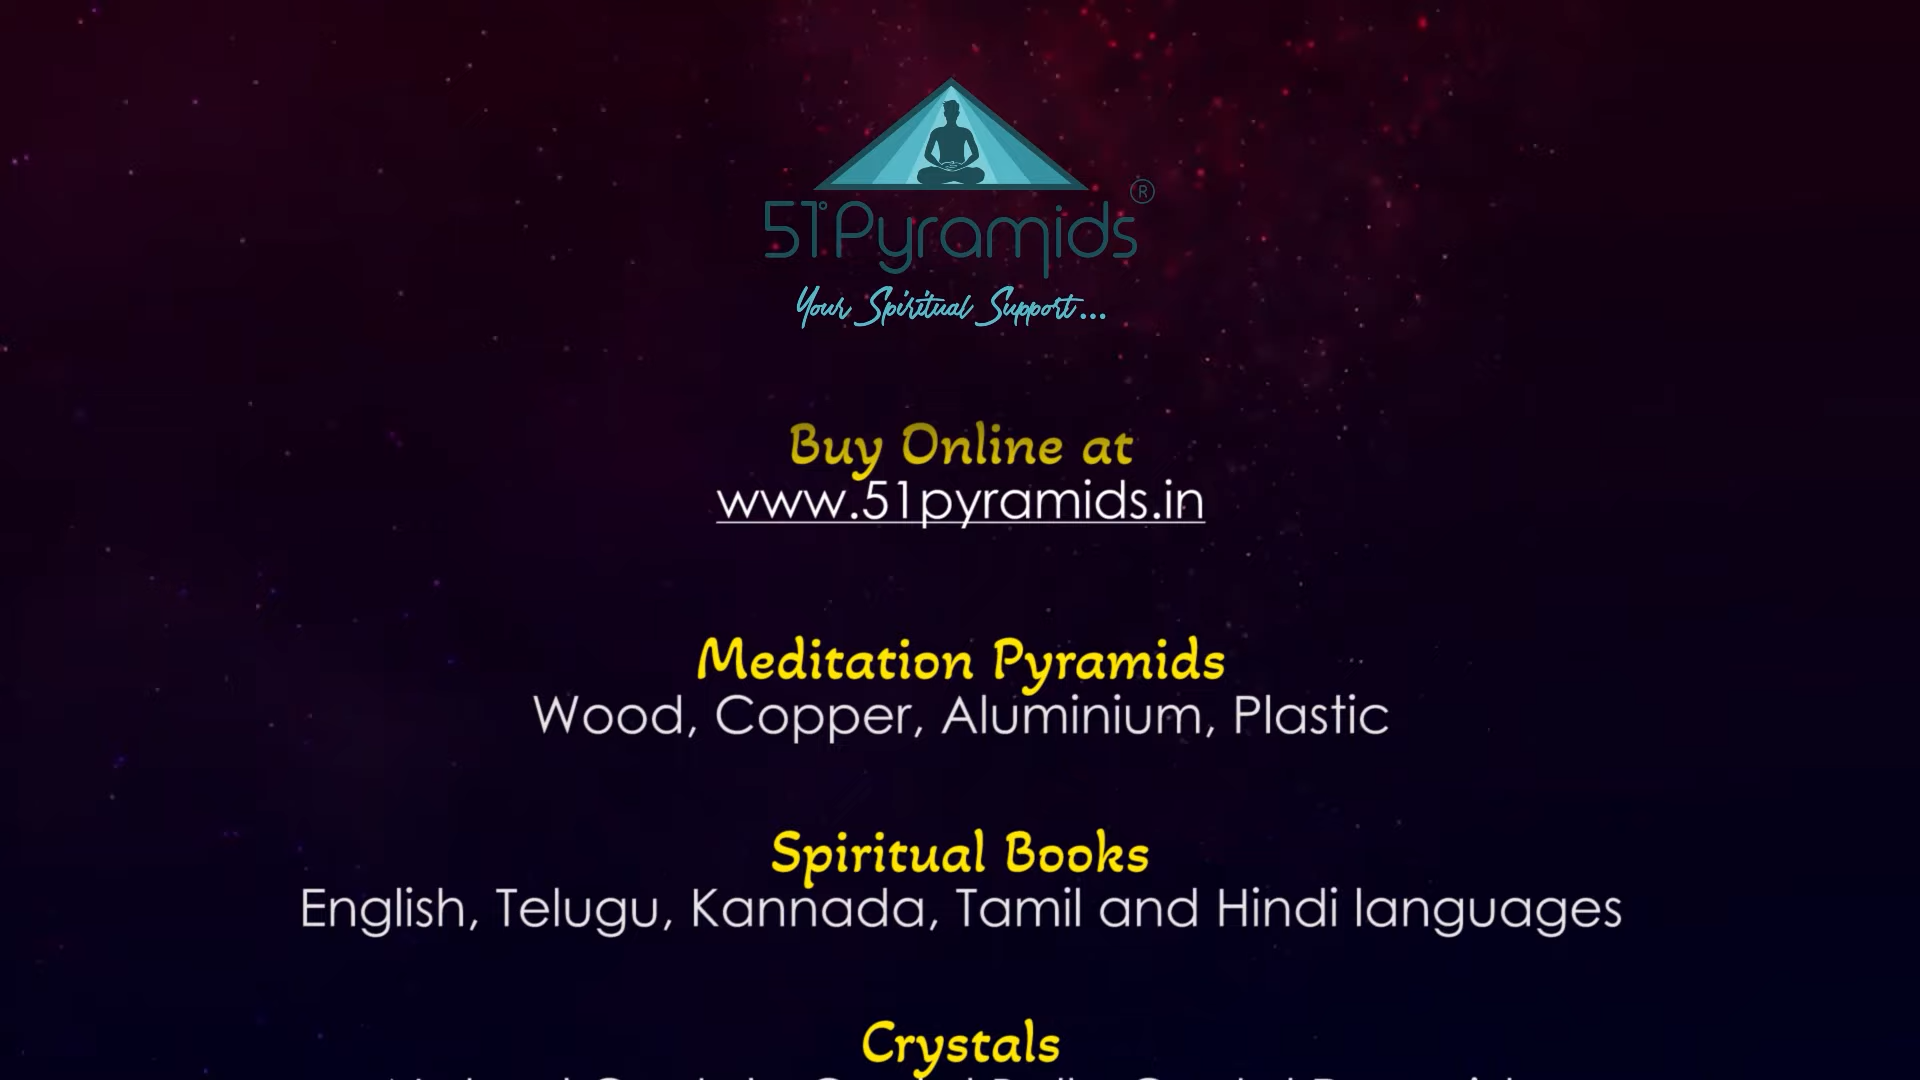 51°Pyramids®
Your Spiritual Support...
Buy Online at
www.51pyramids.in
Meditation Pyramids
Wood, Copper, Aluminium, Plastic
Spiritual Books
English, Telugu, Kannada, Tamil and Hindi languages
Crystals